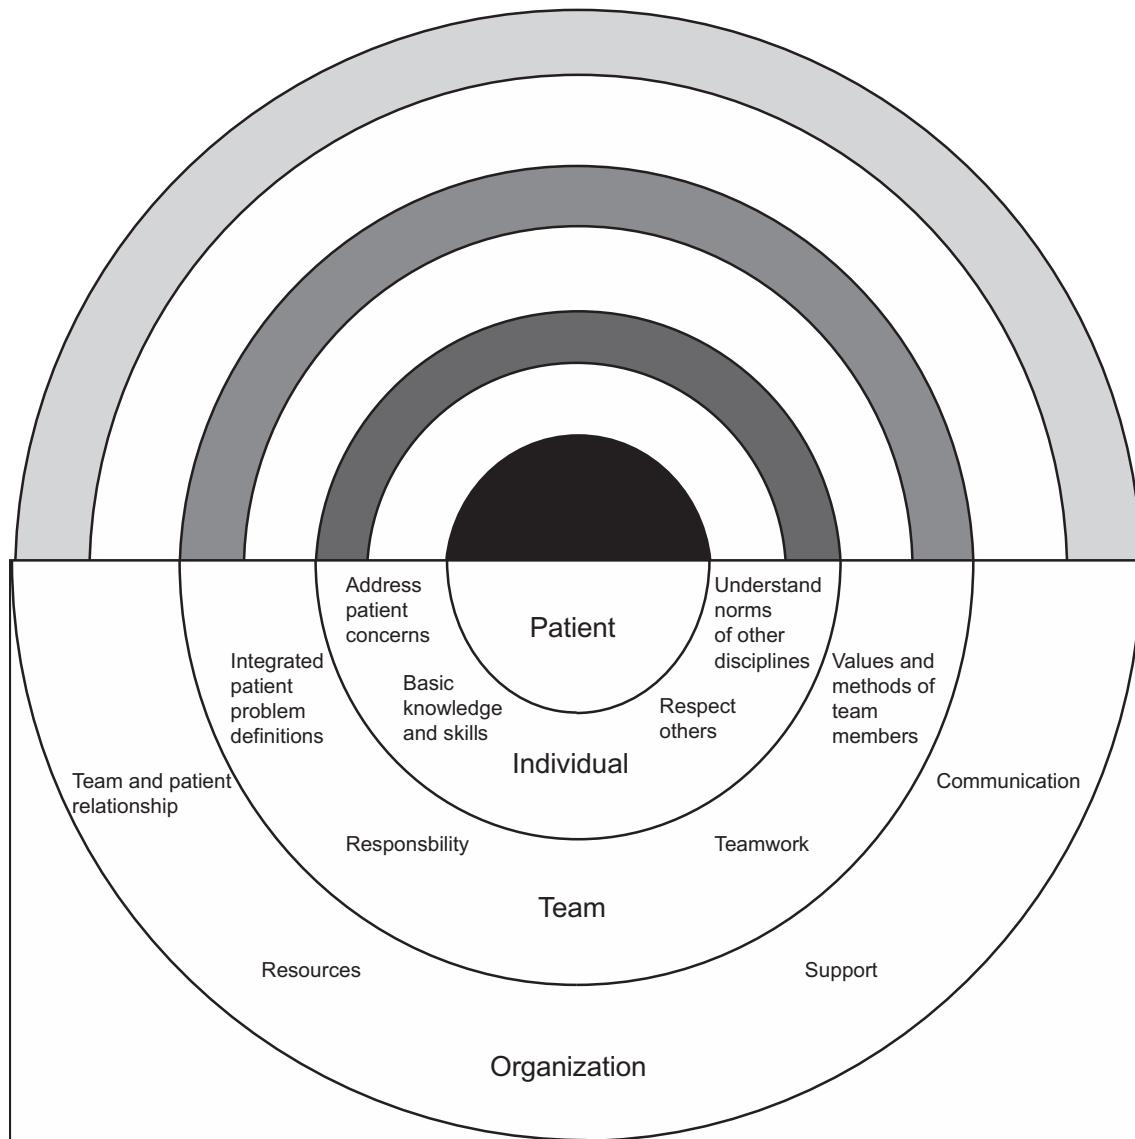 Address
patient
concerns
Patient
Understand
norms
of other
disciplines
Integrated
patient
problem
definitions
Basic
knowledge
and skills
Respect
others
Values and
methods of
team
members
Individual
Team and patient
relationship
Communication
Responsbility
Teamwork
Team
Resources
Support
Organization